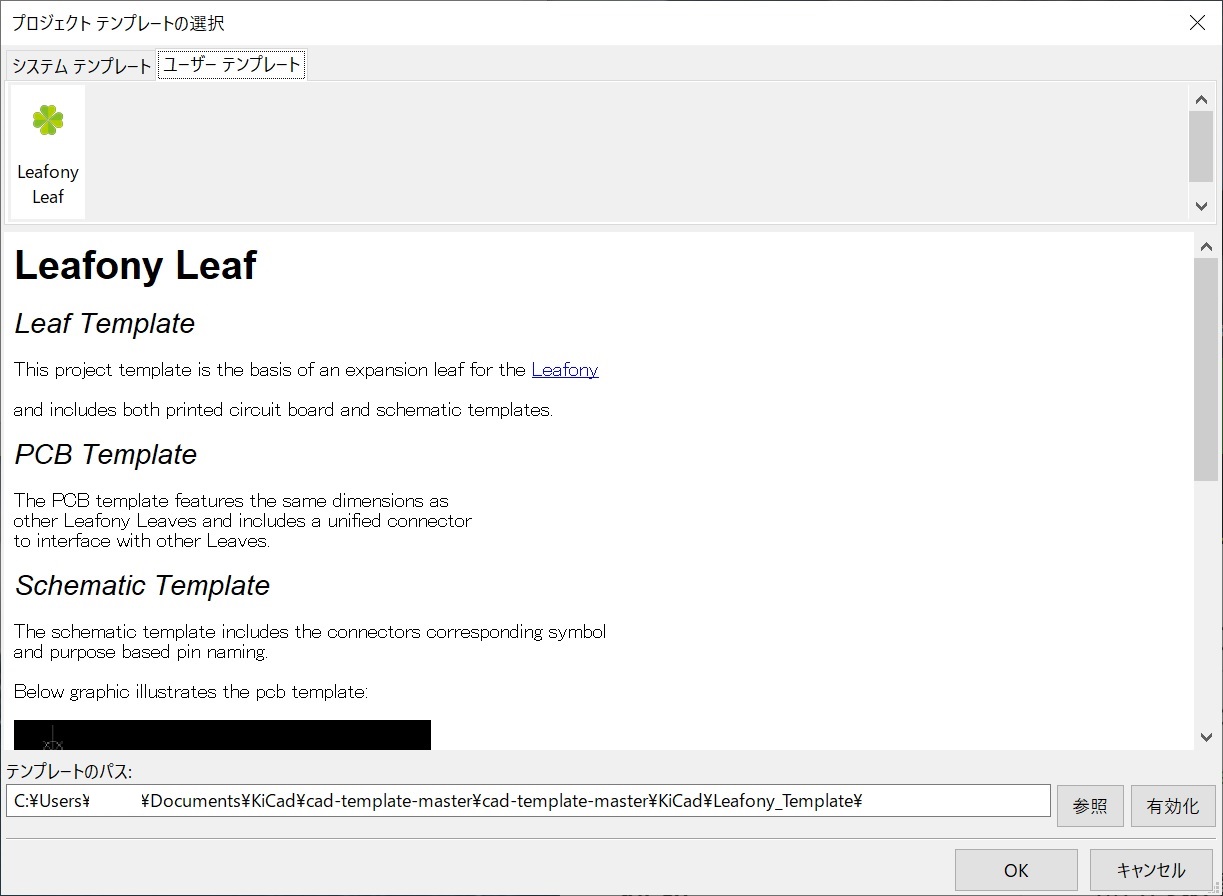 プロジェクト テンプレートの選択
システム テンプレート ユーザー テンプレート
Leafony
Leaf
Leafony Leaf
Leaf Template
This project template is the basis of an expansion leaf for the Leafony
and includes both printed circuit board and schematic templates.
PCB Template
The PCB template features the same dimensions as
other Leafony Leaves and includes a unified connector
to interface with other Leaves.
Schematic Template
The schematic template includes the connectors corresponding symbol
and purpose based pin naming.
Below graphic illustrates the pcb template:
テンプレートのパス:
C:¥Users¥ ¥Documents¥KiCad¥cad-template-master¥cad-template-master¥KiCad¥Leafony_Template¥
参照 有効化
OK キャンセル